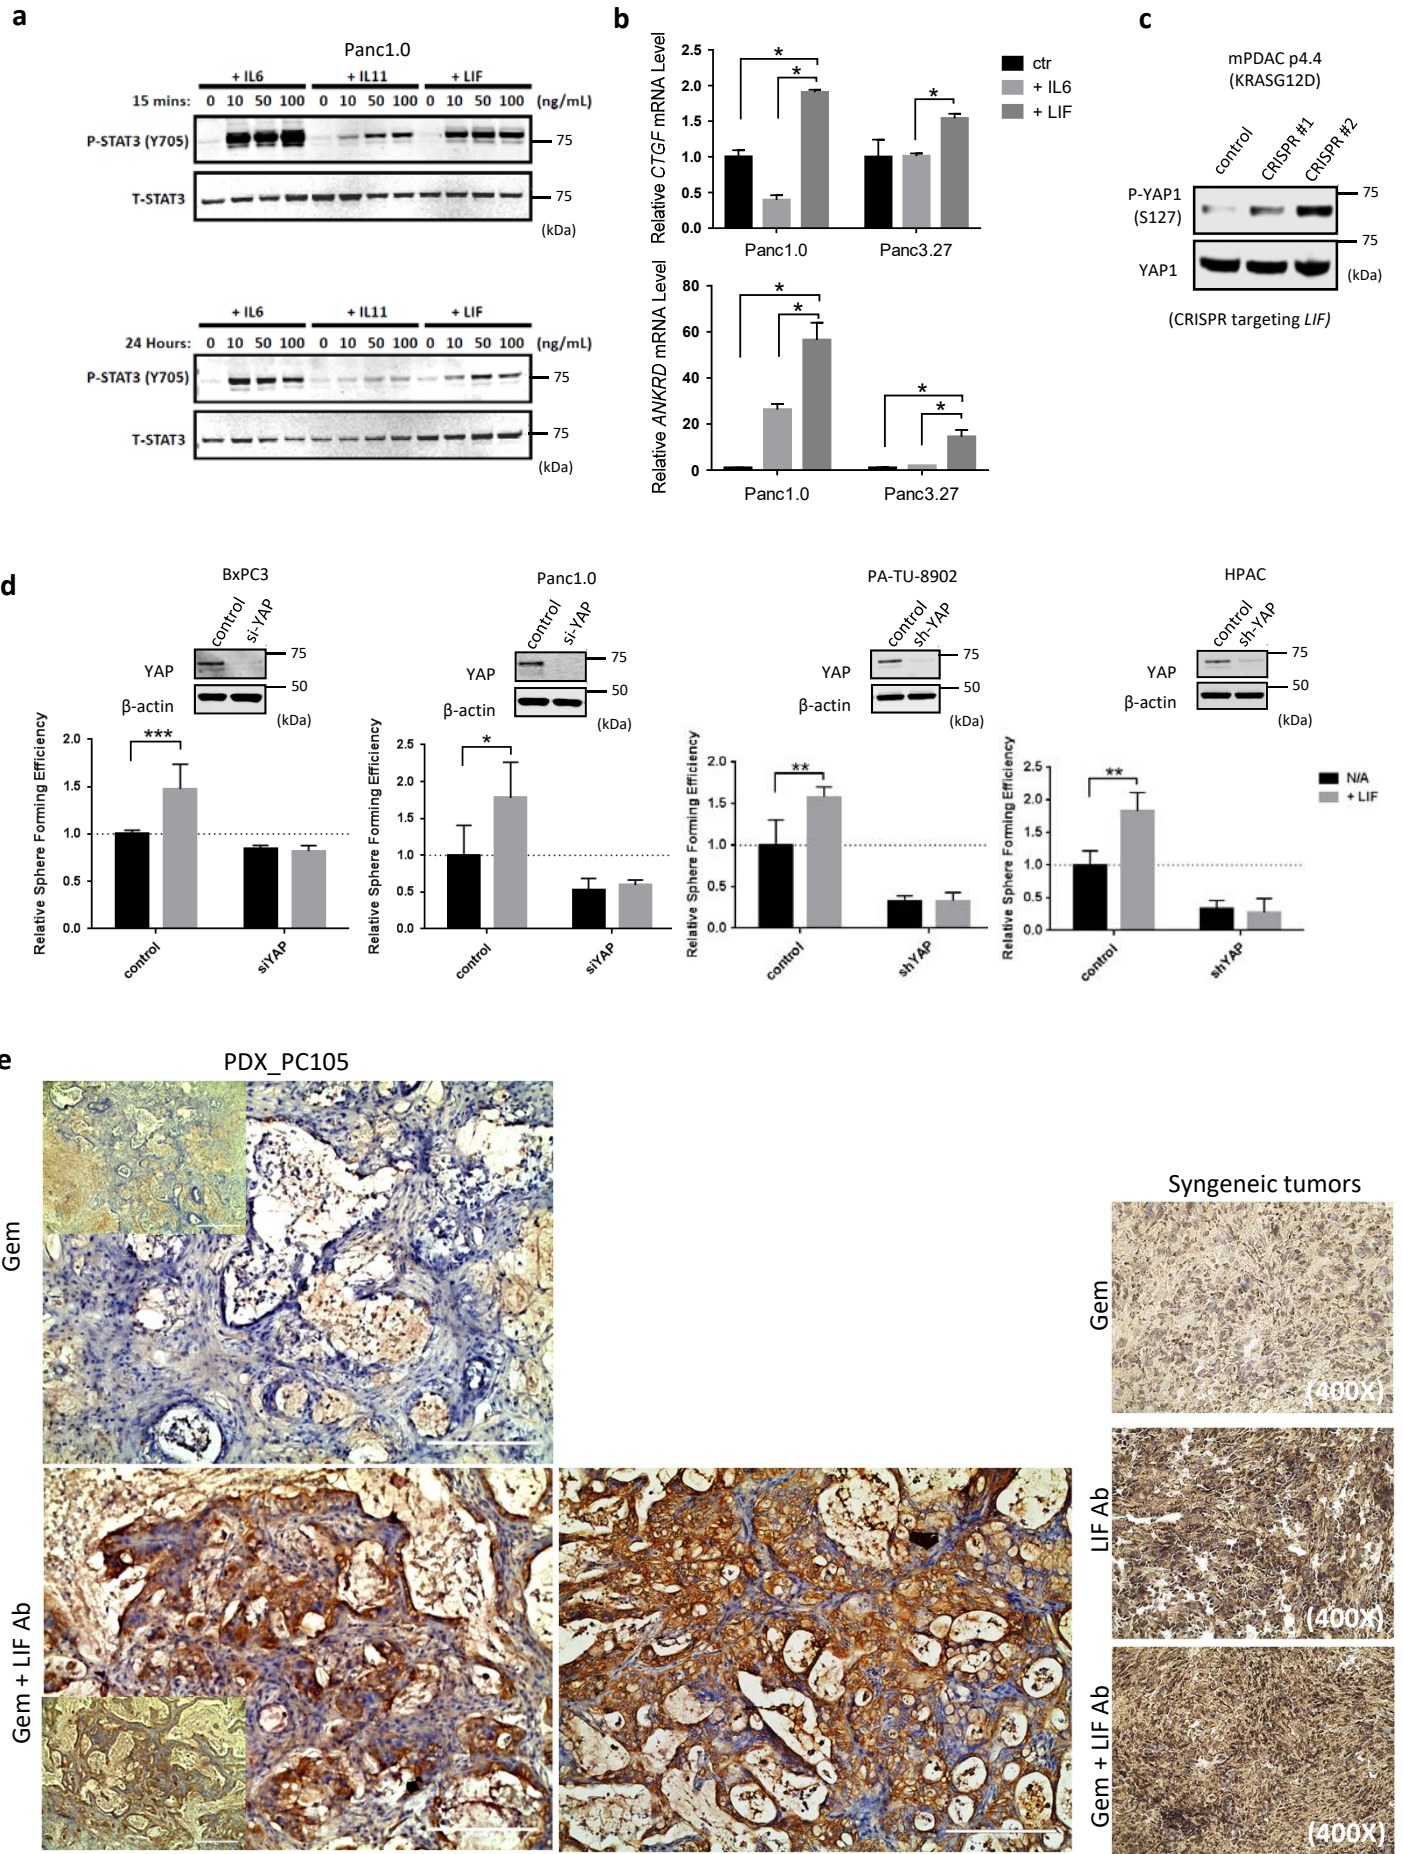 a
Panc1.0
+ IL6 + IL11 + LIF
15 mins: 0 10 50 100 0 10 50 100 0 10 50 100 (ng/mL)
P-STAT3 (Y705) 75
T-STAT3 75
(kDa)
+ IL6 + IL11 + LIF
24 Hours: 0 10 50 100 0 10 50 100 0 10 50 100 (ng/mL)
P-STAT3 (Y705) 75
T-STAT3 75
(kDa)
b
Relative CTGF mRNA Level
2.5
2.0
1.5
1.0
0.5
0.0
* * *
Panc1.0 Panc3.27
ctr
+ IL6
+ LIF
Relative ANKRD mRNA Level
80
60
40
20
0
* * * *
Panc1.0 Panc3.27
c
mPDAC p4.4
(KRASG12D)
control CRISPR #1 CRISPR #2
P-YAP1
(S127)
75
YAP1
75
(kDa)
(CRISPR targeting LIF)
d
BxPC3
control si-YAP
YAP 75
β-actin 50
(kDa)
Relative Sphere Forming Efficiency
2.0
1.5
1.0
0.5
0.0
***
control siYAP
Panc1.0
control si-YAP
YAP 75
β-actin 50
(kDa)
Relative Sphere Forming Efficiency
2.5
2.0
1.5
1.0
0.5
0.0
*
control siYAP
PA-TU-8902
control sh-YAP
YAP 75
β-actin 50
(kDa)
Relative Sphere Forming Efficiency
2.0
1.5
1.0
0.5
0.0
**
control shYAP
HPAC
control sh-YAP
YAP 75
β-actin 50
(kDa)
Relative Sphere Forming Efficiency
2.5
2.0
1.5
1.0
0.5
0.0
**
control shYAP
N/A
+ LIF
e
PDX_PC105
Gem
Gem + LIF Ab
Syngeneic tumors
Gem
(400X)
LIF Ab
(400X)
Gem + LIF Ab
(400X)